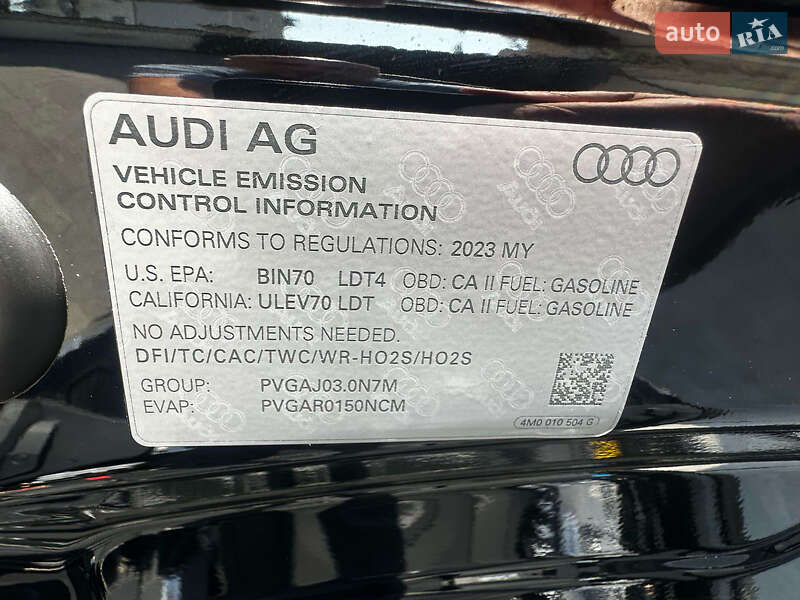 auto RIA .com
AUDI AG
VEHICLE EMISSION
CONTROL INFORMATION
CONFORMS TO REGULATIONS: 2023 MY
U.S. EPA: BIN70 LDT4 OBD: CA II FUEL: GASOLINE
CALIFORNIA: ULEV70 LDT OBD: CA II FUEL: GASOLINE
NO ADJUSTMENTS NEEDED.
DFI/TC/CAC/TWC/WR-HO2S/HO2S
GROUP: PVGAJ03.0N7M
EVAP: PVGAR0150NCM
4M0 010 504 G